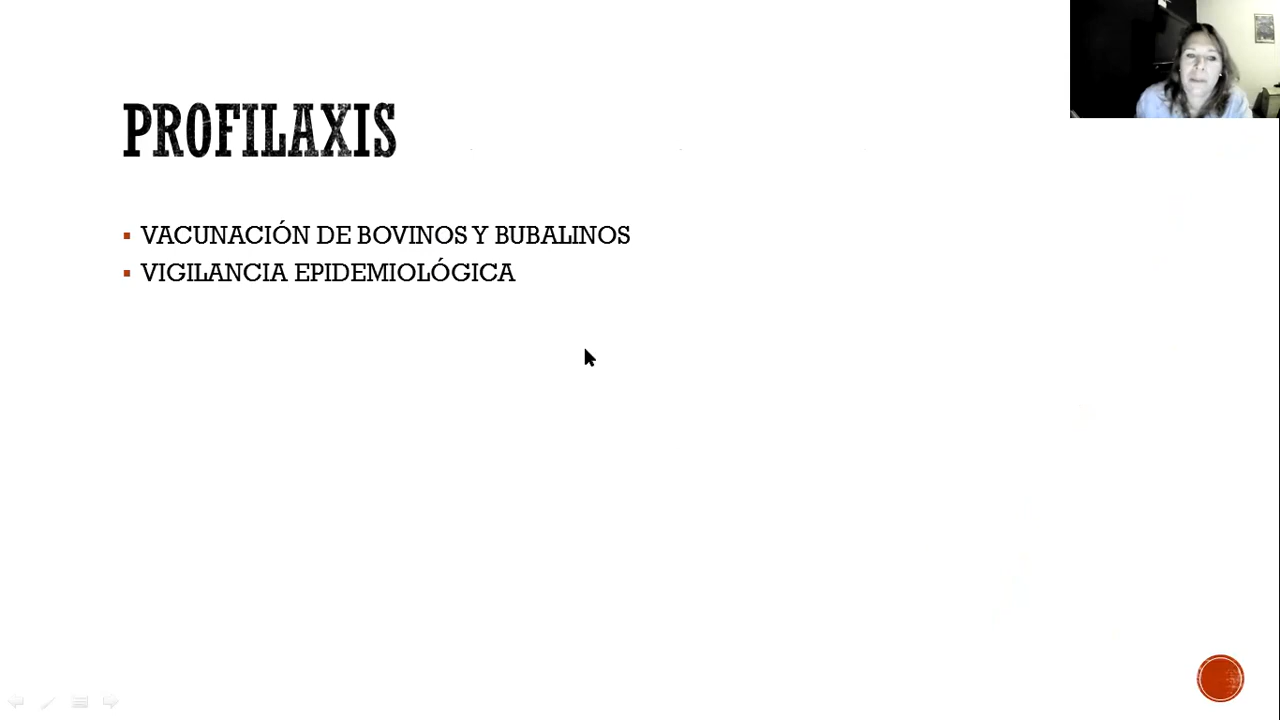 PROFILAXIS
VACUNACIÓN DE BOVINOS Y BUBALINOS
VIGILANCIA EPIDEMIOLÓGICA